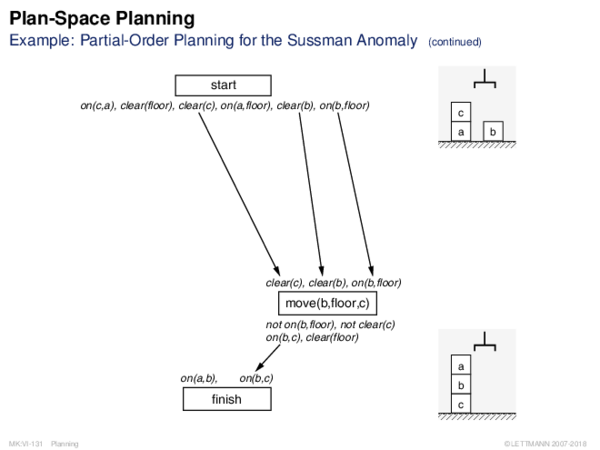 Plan-Space Planning
Example: Partial-Order Planning for the Sussman Anomaly (continued)
start
on(c,a), clear(floor), clear(c), on(a,floor), clear(b), on(b,floor)
c
a
b
clear(c), clear(b), on(b,floor)
move(b,floor,c)
not on(b,floor), not clear(c)
on(b,c), clear(floor)
on(a,b), on(b,c)
finish
a
b
c
MK:VI-131 Planning
©LETTMANN 2007-2018